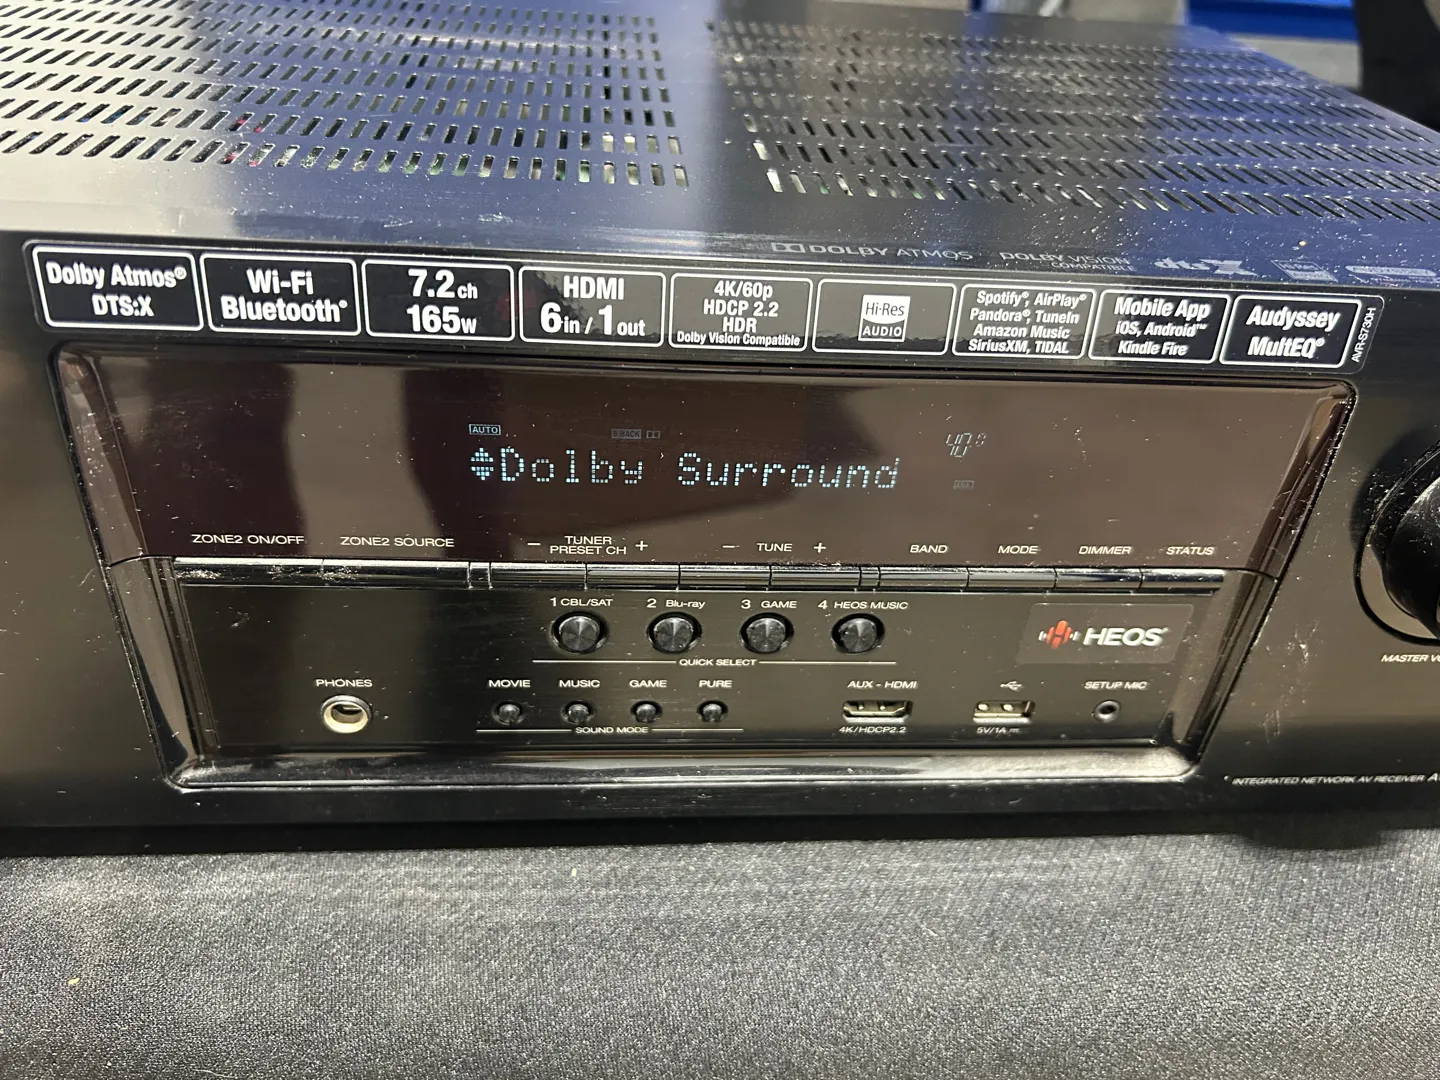 DOLBY ATMOS
DOLBY VISION
COMPATIBLE
Dolby Atmos®
DTS:X
Wi-Fi
Bluetooth®
7.2 ch
165w
HDMI
6in / 1out
4K/60p
HDCP 2.2
HDR
Dolby Vision Compatible
Hi-Res
AUDIO
Spotify®, AirPlay®
Pandora®, TuneIn
Amazon Music
SiriusXM, TIDAL
Mobile App
iOS, Android™
Kindle Fire
Audyssey
MultEQ®
AVR-S730H
AUTO
Dolby Surround
ZONE2 ON/OFF
ZONE2 SOURCE
− TUNER PRESET CH +
− TUNE +
BAND
MODE
DIMMER
STATUS
1 CBL/SAT
2 Blu-ray
3 GAME
4 HEOS MUSIC
QUICK SELECT
HEOS
PHONES
MOVIE
MUSIC
GAME
PURE
SOUND MODE
AUX - HDMI
4K/HDCP2.2
5V/1A
SETUP MIC
MASTER
INTEGRATED NETWORK AV RECEIVER